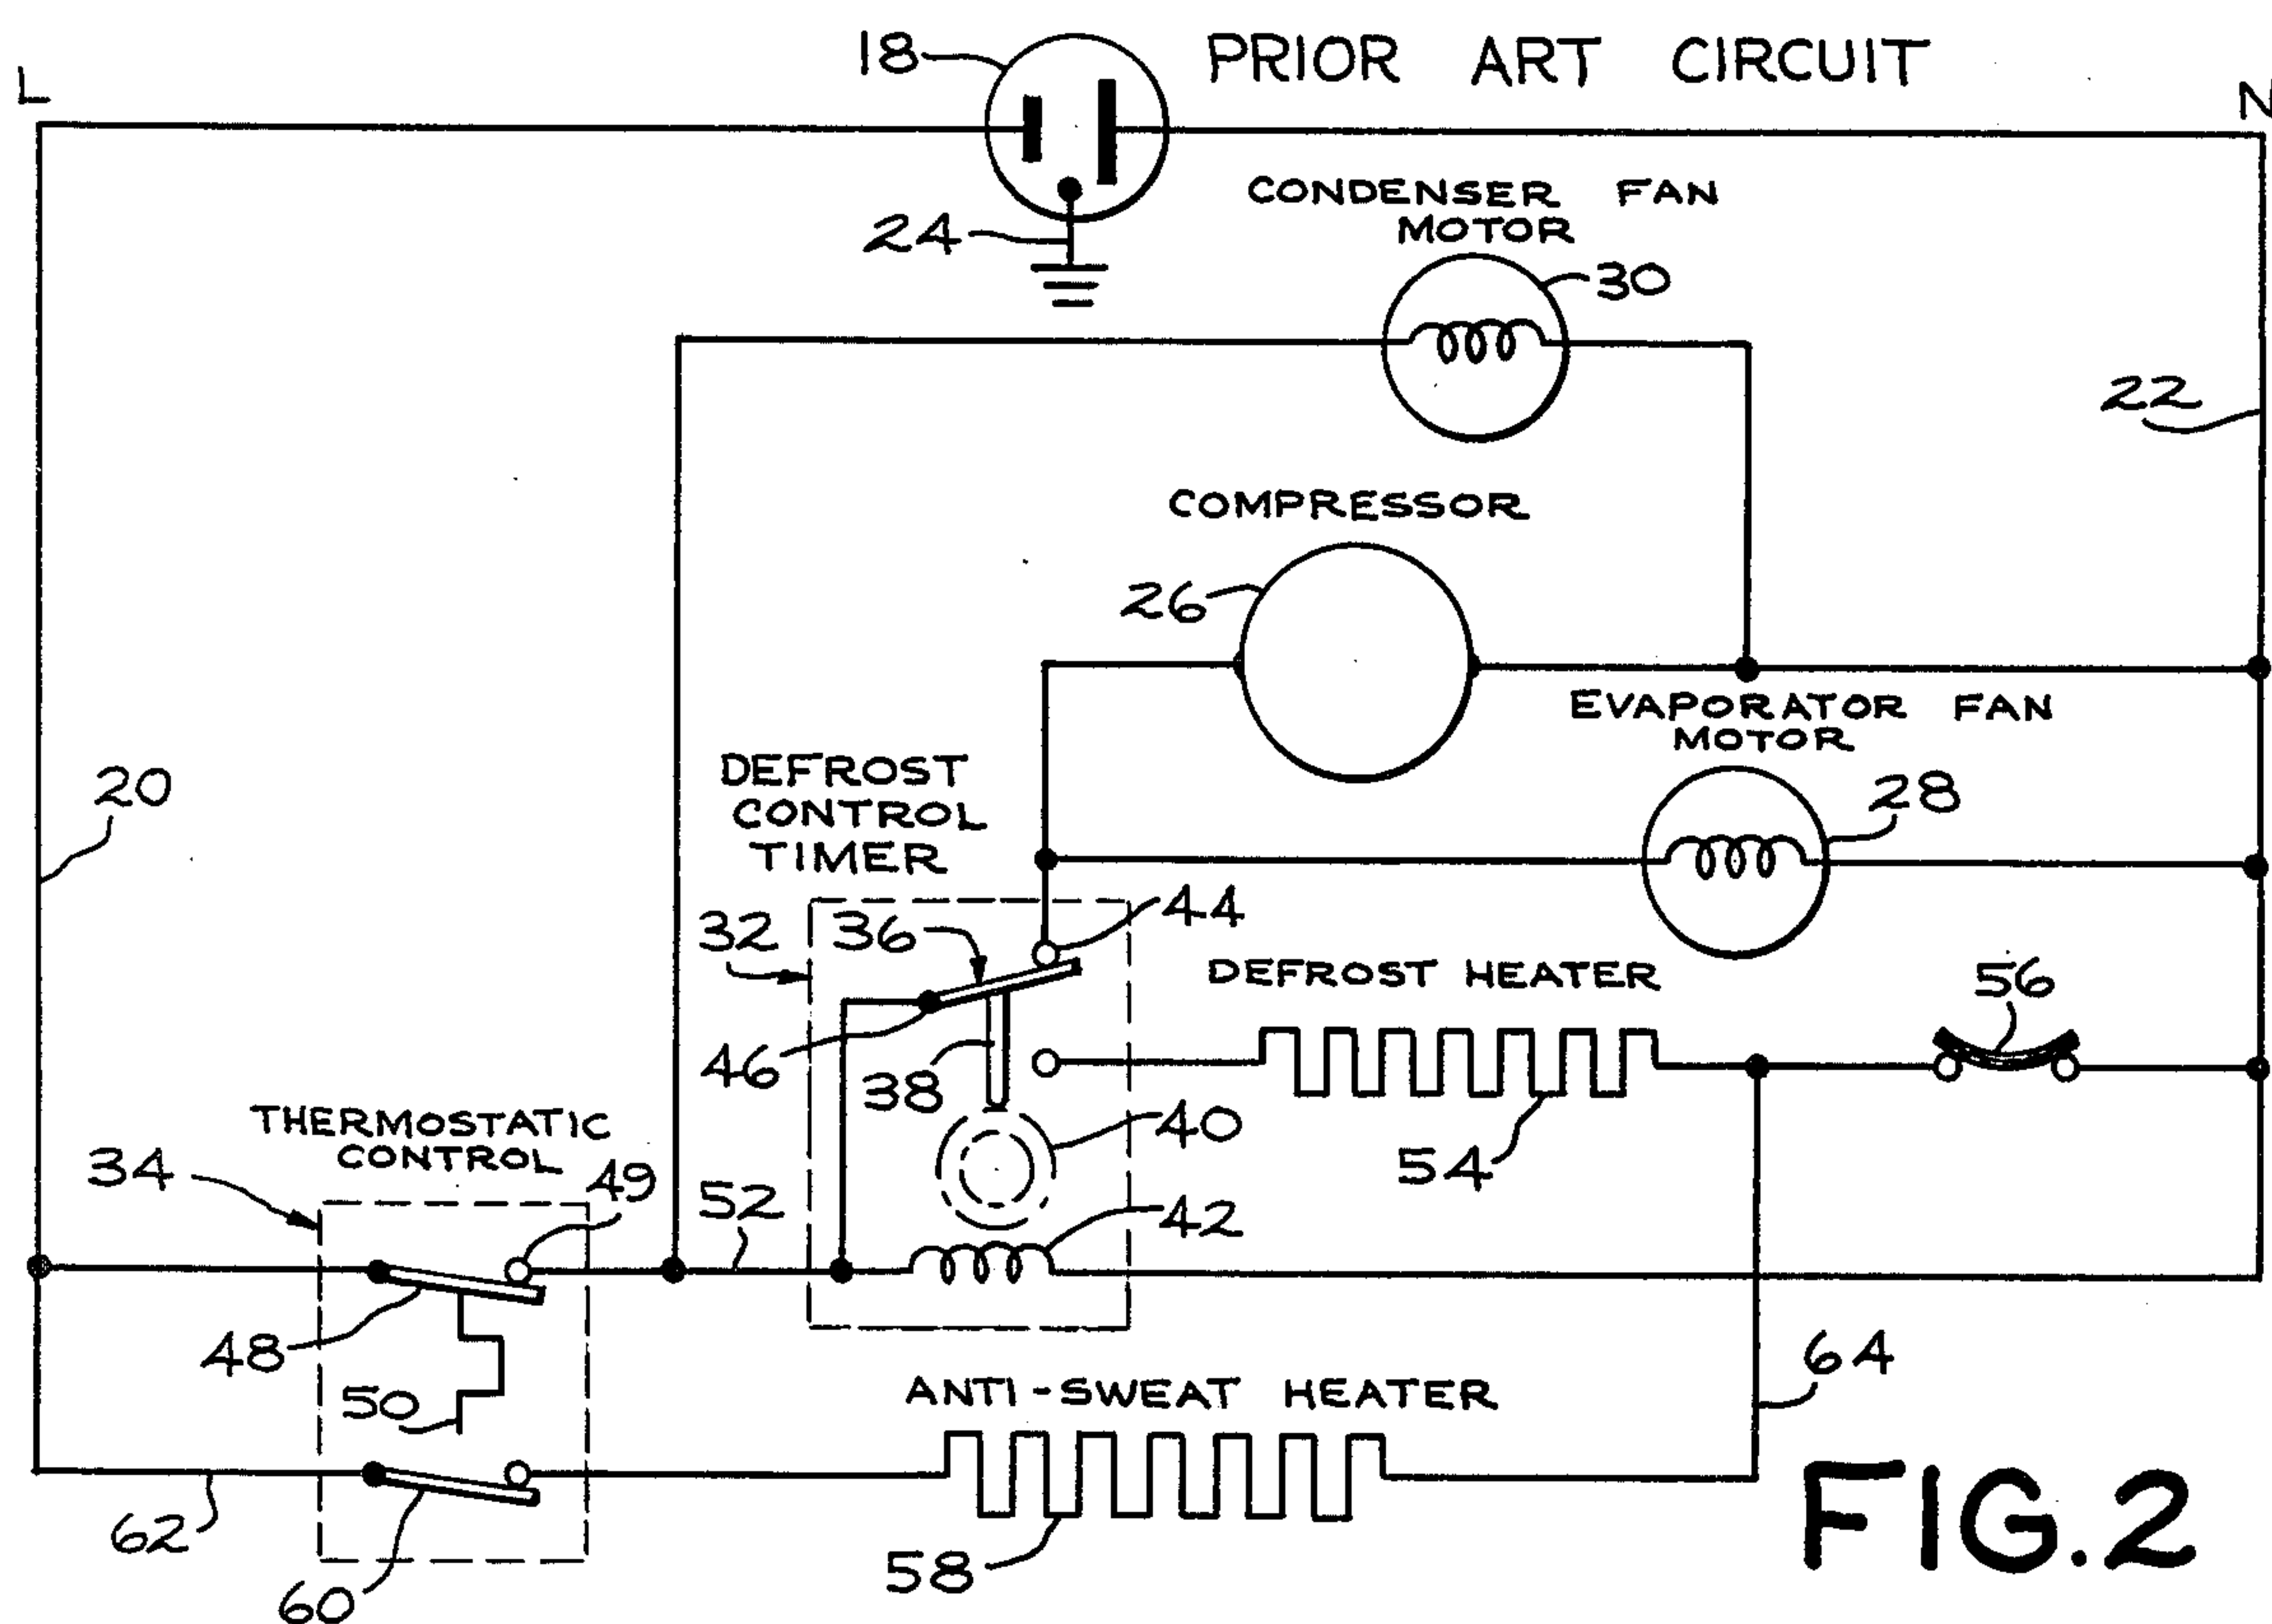 18
PRIOR ART CIRCUIT
L
N
24
CONDENSER FAN
MOTOR
30
22
COMPRESSOR
26
EVAPORATOR FAN
MOTOR
20
DEFROST
CONTROL
TIMER
28
32
36
44
DEFROST HEATER
56
46
38
THERMOSTATIC
CONTROL
40
54
34
49
52
42
48
50
64
ANTI-SWEAT HEATER
62
58
60
FIG.2